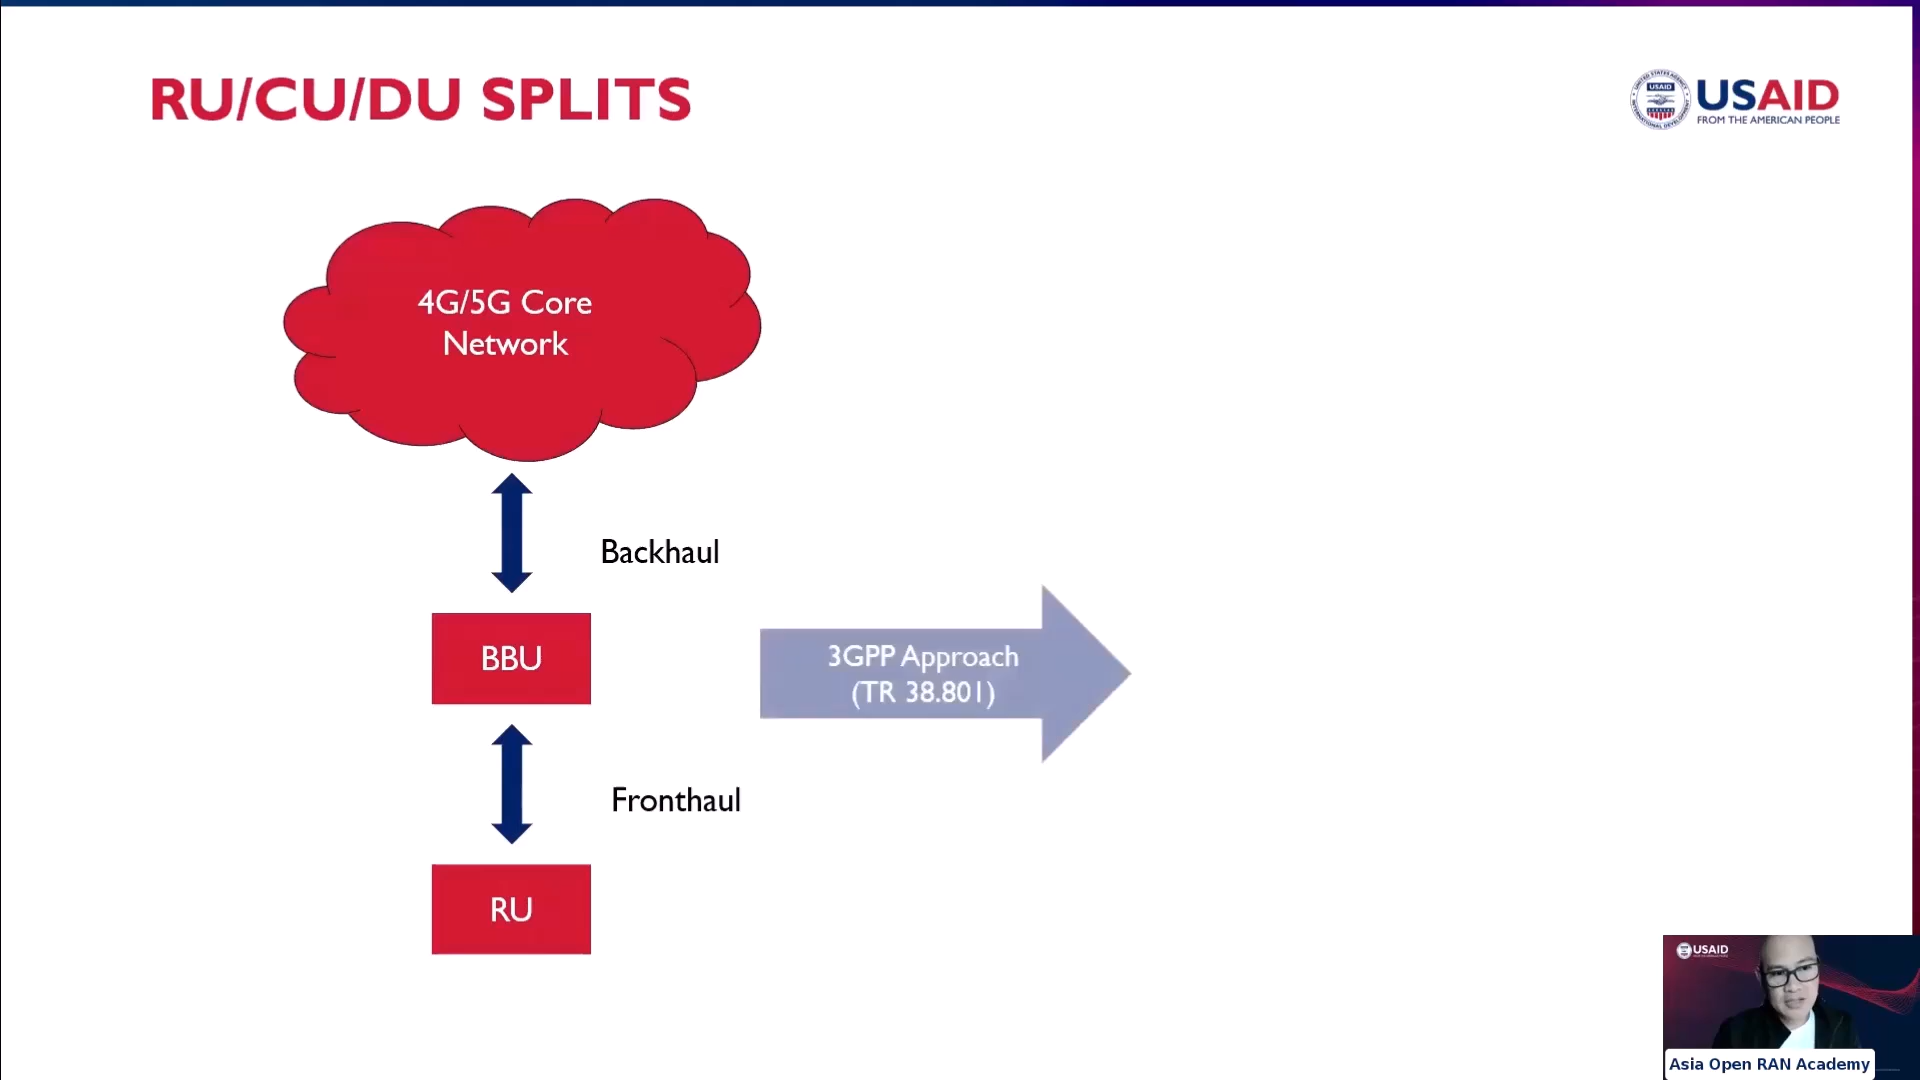 RU/CU/DU SPLITS
USAID
USAID
FROM THE AMERICAN PEOPLE
4G/5G Core
Network
Backhaul
BBU
3GPP Approach
(TR 38.801)
Fronthaul
RU
USAID
Asia Open RAN Academy